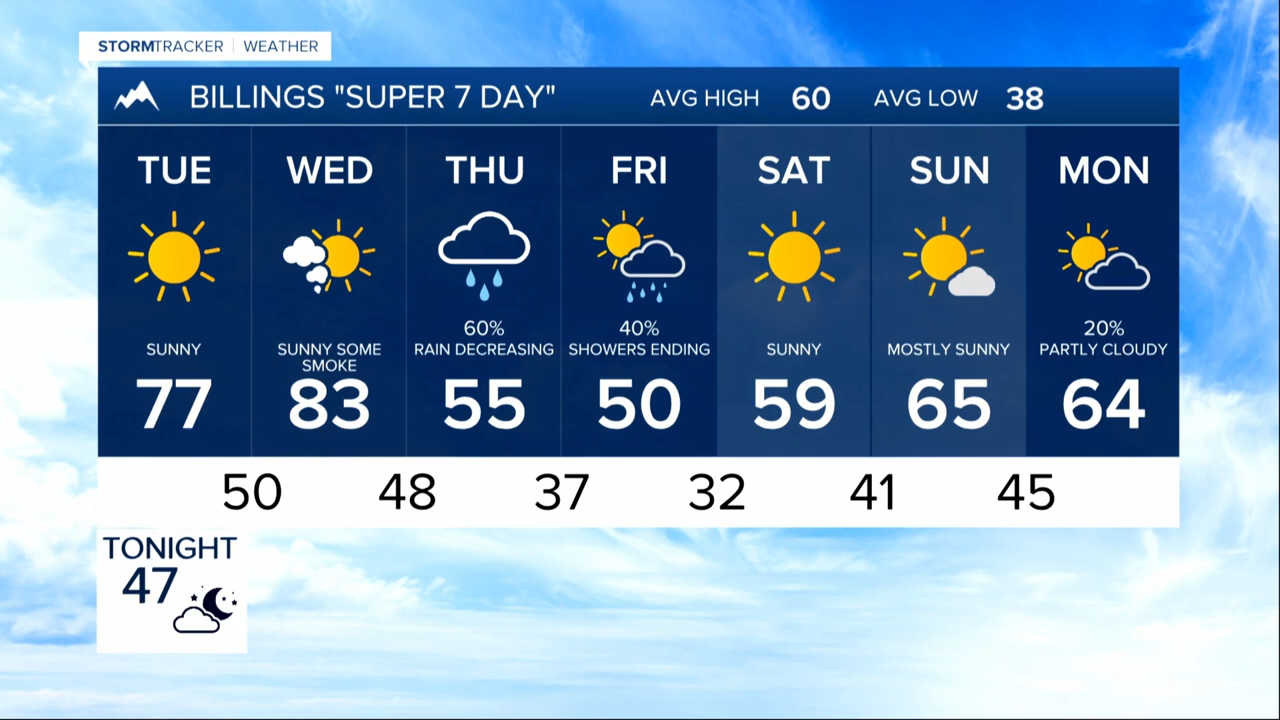 STORMTRACKER | WEATHER
BILLINGS "SUPER 7 DAY" AVG HIGH 60 AVG LOW 38
TUE WED THU FRI SAT SUN MON
60% 40% 20%
SUNNY SUNNY SOME RAIN DECREASING SHOWERS ENDING SUNNY MOSTLY SUNNY PARTLY CLOUDY
SMOKE
77 83 55 50 59 65 64
50 48 37 32 41 45
TONIGHT
47